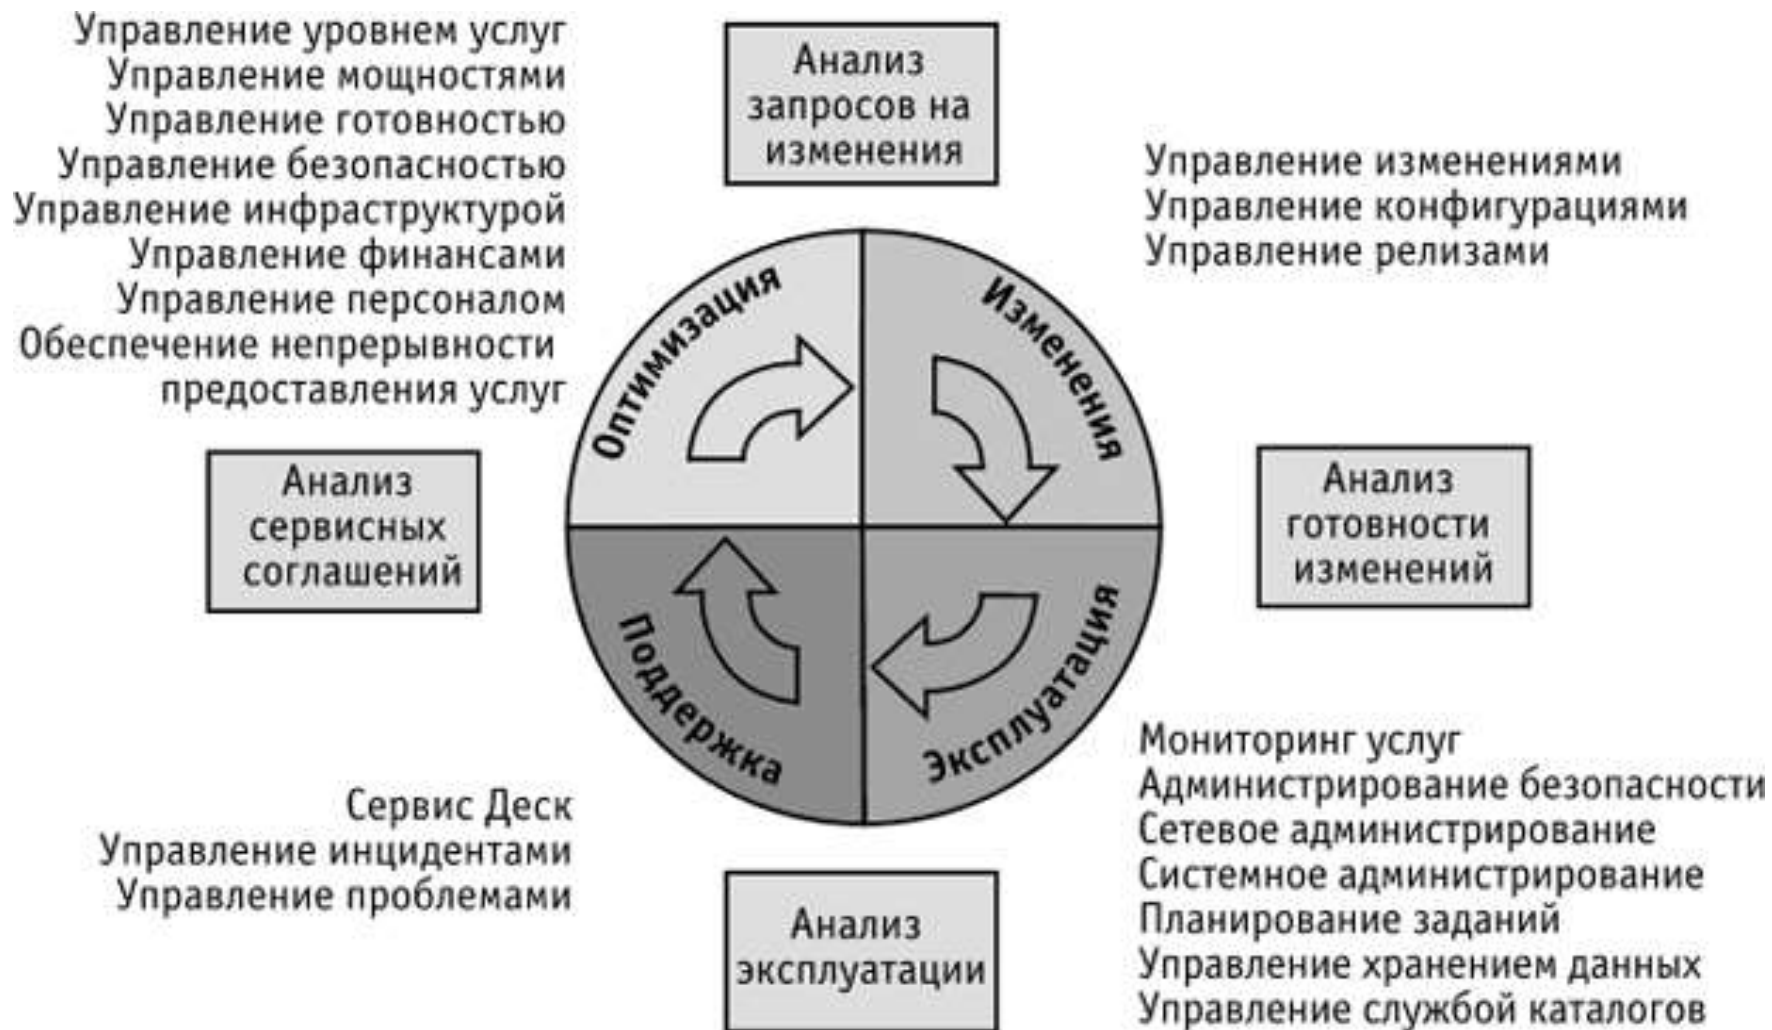 Управление уровнем услуг
Управление мощностями
Управление готовностью
Управление безопасностью
Управление инфраструктурой
Управление финансами
Управление персоналом
Обеспечение непрерывности
предоставления услуг
Анализ
запросов на
изменения
Управление изменениями
Управление конфигурациями
Управление релизами
Оптимизация
Изменения
Анализ
сервисных
соглашений
Анализ
готовности
изменений
Поддержка
Эксплуатация
Сервис Деск
Управление инцидентами
Управление проблемами
Анализ
эксплуатации
Мониторинг услуг
Администрирование безопасности
Сетевое администрирование
Системное администрирование
Планирование заданий
Управление хранением данных
Управление службой каталогов